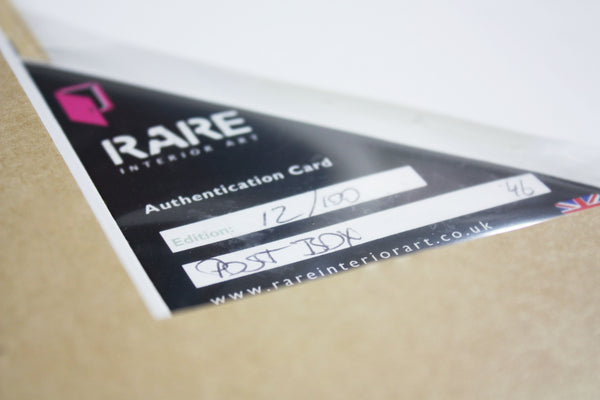 RARE
INTERIOR ART
Authentication Card
Edition: 12/100
POST BOX 46
www.rareinteriorart.co.uk